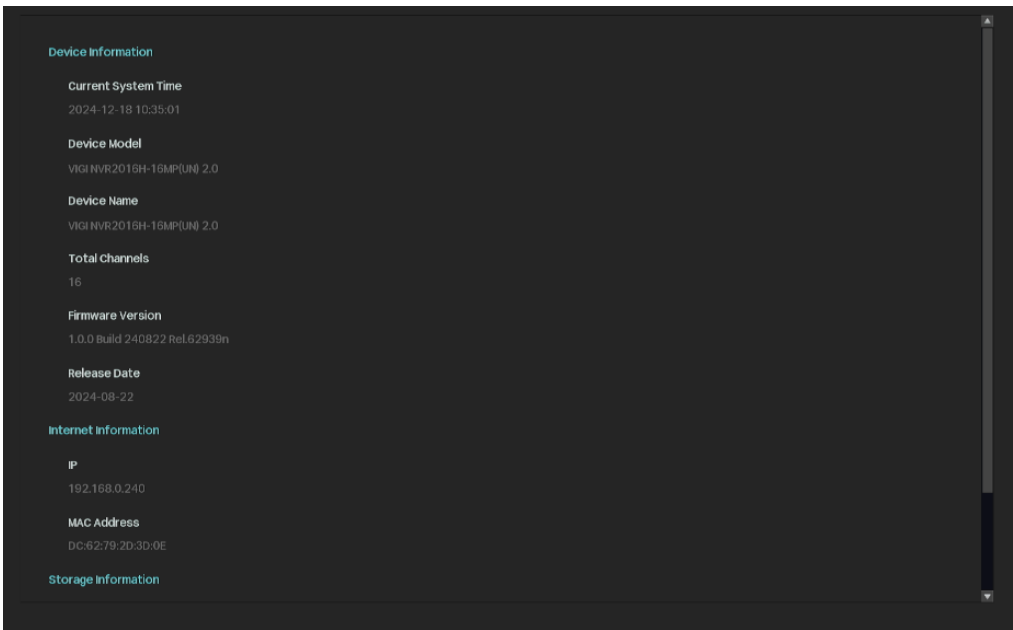 Device Information
Current System Time
2024-12-18 10:35:01
Device Model
VIGI NVR2016H-16MP(UN) 2.0
Device Name
VIGI NVR2016H-16MP(UN) 2.0
Total Channels
16
Firmware Version
1.0.0 Build 240822 Rel.62939n
Release Date
2024-08-22
Internet Information
IP
192.168.0.240
MAC Address
DC:62:79:2D:3D:0E
Storage Information